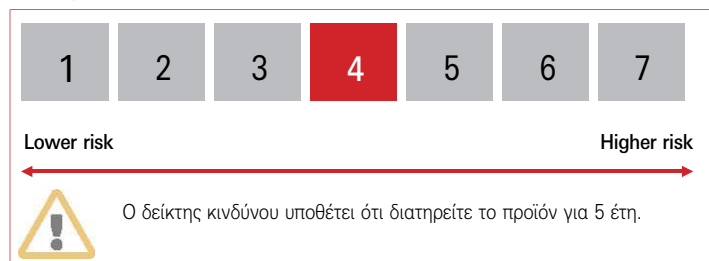 1 2 3 4 5 6 7
Lower risk Higher risk
Ο δείκτης κινδύνου υποθέτει ότι διατηρείτε το προϊόν για 5 έτη.